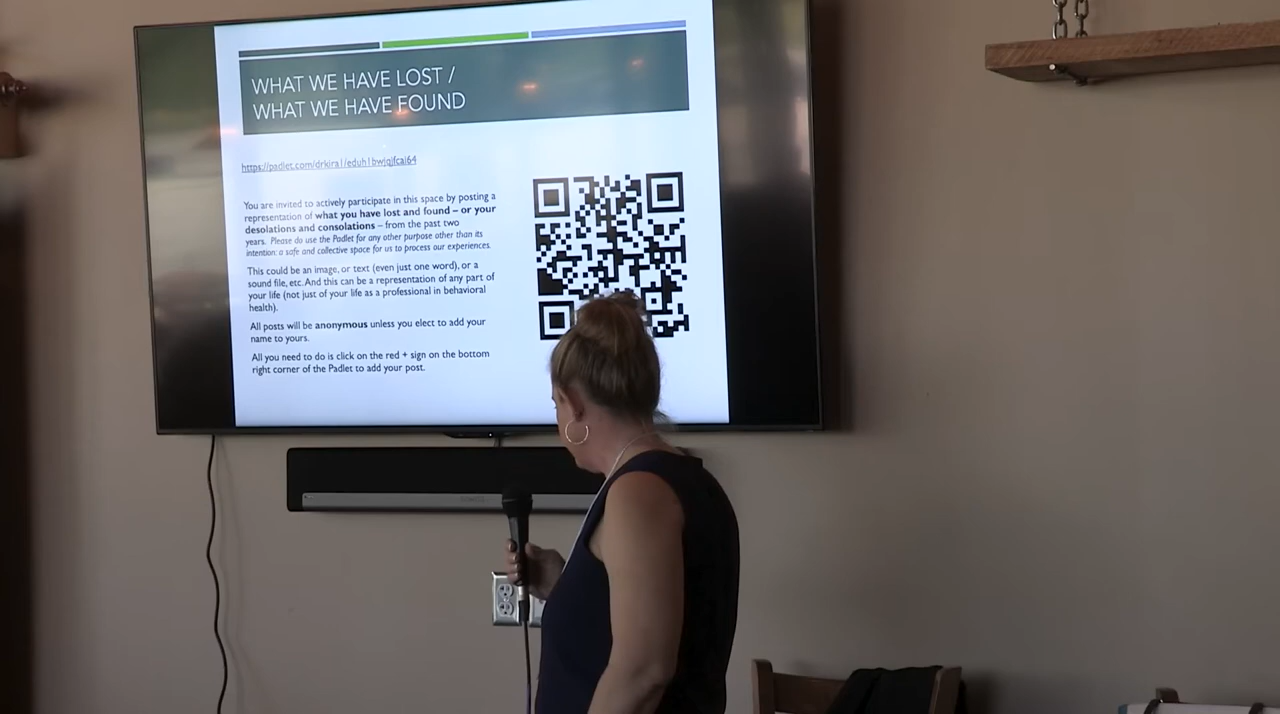 WHAT WE HAVE LOST /
WHAT WE HAVE FOUND
You are invited to actively participate in this space by posting a
representation of what you have lost and found – or your
desolations and consolations – from the past two
years. Please do use the Padlet for any other purpose other than its
intention: a safe and collective space for us to process our experiences.
This could be an image, or text (even just one word), or a
sound file, etc. And this can be a representation of any part of
your life (not just of your life as a professional in behavioral
health).
All posts will be anonymous unless you elect to add your
name to yours.
All you need to do is click on the red + sign on the bottom
right corner of the Padlet to add your post.